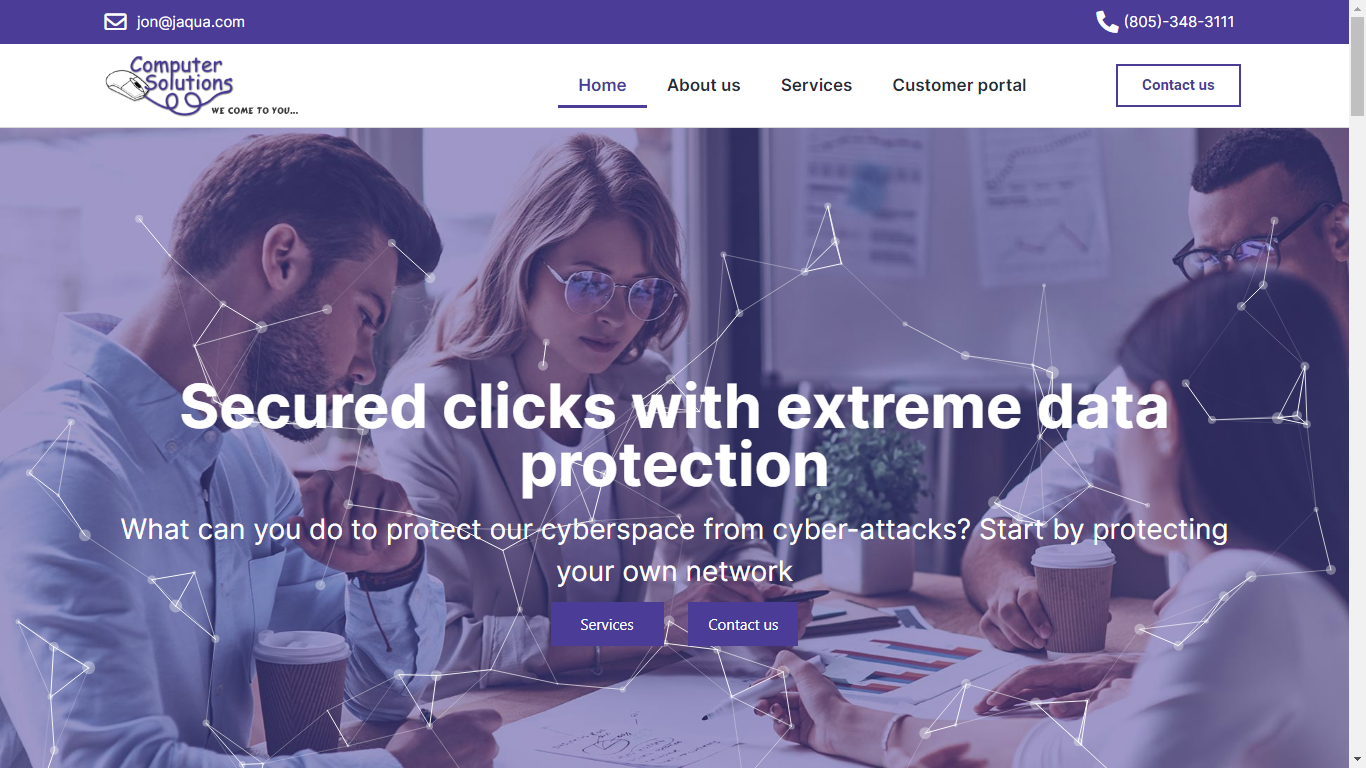 jon@jaqua.com
(805)-348-3111
Computer
Solutions
WE COME TO YOU...
Home
About us
Services
Customer portal
Contact us
Secured clicks with extreme data
protection
What can you do to protect our cyberspace from cyber-attacks? Start by protecting
your own network
Services
Contact us